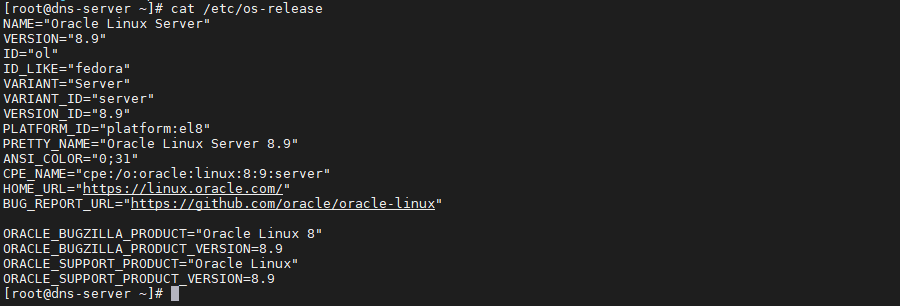 [root@dns-server ~]# cat /etc/os-release
NAME="Oracle Linux Server"
VERSION="8.9"
ID="ol"
ID_LIKE="fedora"
VARIANT="Server"
VARIANT_ID="server"
VERSION_ID="8.9"
PLATFORM_ID="platform:el8"
PRETTY_NAME="Oracle Linux Server 8.9"
ANSI_COLOR="0;31"
CPE_NAME="cpe:/o:oracle:linux:8:9:server"
HOME_URL="https://linux.oracle.com/"
BUG_REPORT_URL="https://github.com/oracle/oracle-linux"

ORACLE_BUGZILLA_PRODUCT="Oracle Linux 8"
ORACLE_BUGZILLA_PRODUCT_VERSION=8.9
ORACLE_SUPPORT_PRODUCT="Oracle Linux"
ORACLE_SUPPORT_PRODUCT_VERSION=8.9
[root@dns-server ~]#